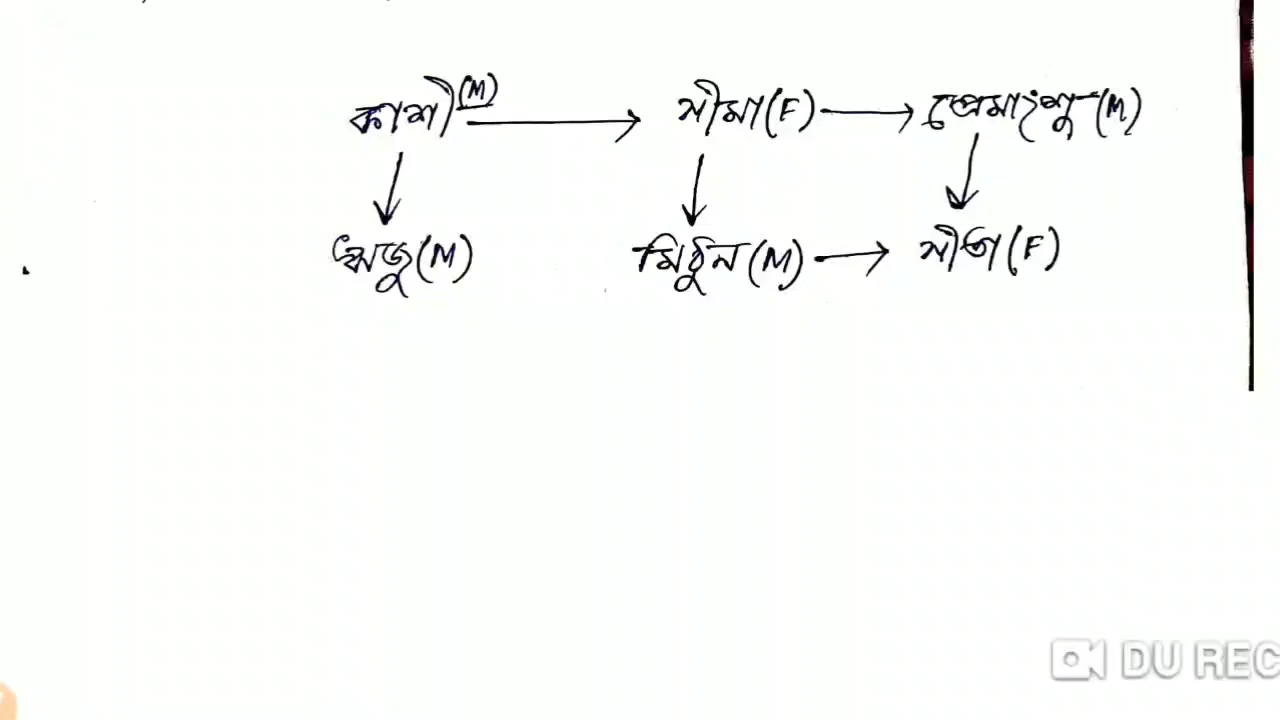 কাশী(M) → সীমা(F) → প্রেমাংশু(M)
ঋজু(M) মিঠুন(M) → সীতা(F)
DU REC